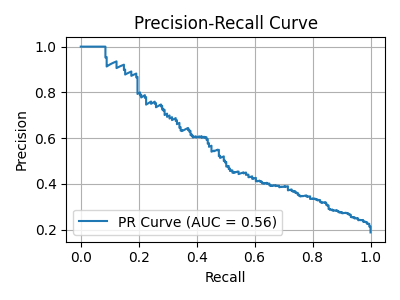 Precision-Recall Curve
1.0
0.8
0.6
0.4
0.2
Precision
PR Curve (AUC = 0.56)
0.0 0.2 0.4 0.6 0.8 1.0
Recall